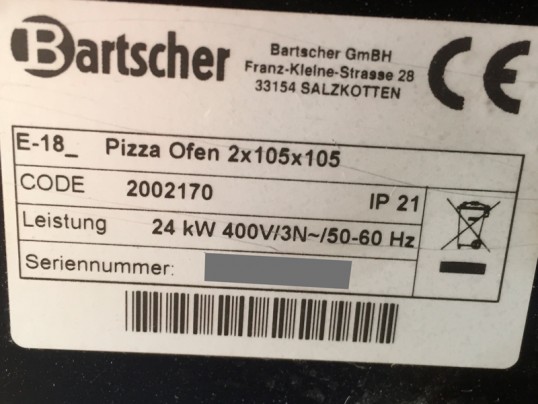 Bartscher
Bartscher GmBH
Franz-Kleine-Strasse 28
33154 SALZKOTTEN
CE
E-18_ Pizza Ofen 2x105x105
CODE 2002170 IP 21
Leistung 24 kW 400V/3N~/50-60 Hz
Seriennummer: